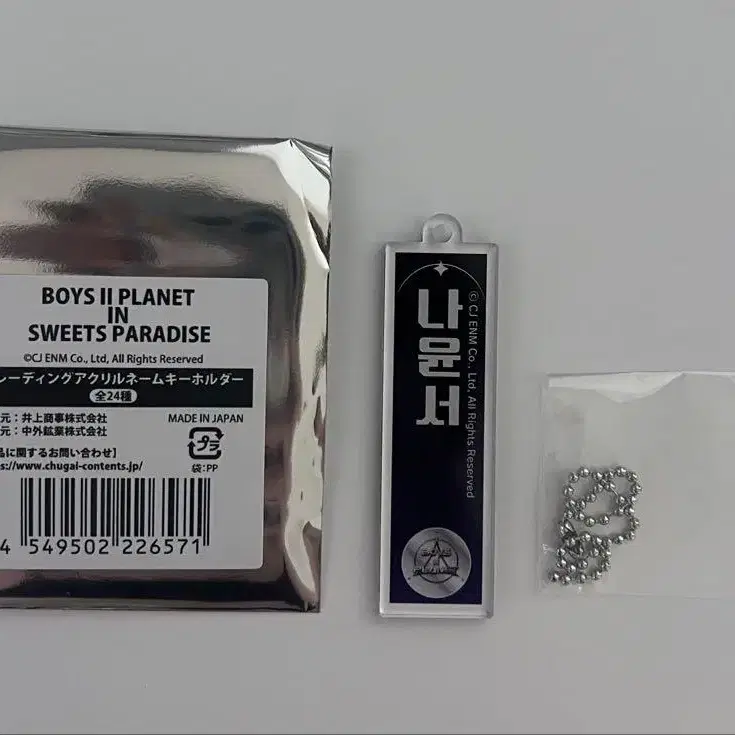 BOYS II PLANET
IN
SWEETS PARADISE
©CJ ENM Co., Ltd, All Rights Reserved
レーディングアクリルネームキーホルダー
全24種
元：井上商事株式会社
元：中外鉱業株式会社
MADE IN JAPAN
プラ
袋:PP
品に関するお問い合わせ】
s://www.chugai-contents.jp/
4 549502 226571
나윤서
© CJ ENM Co., Ltd, All Rights Reserved